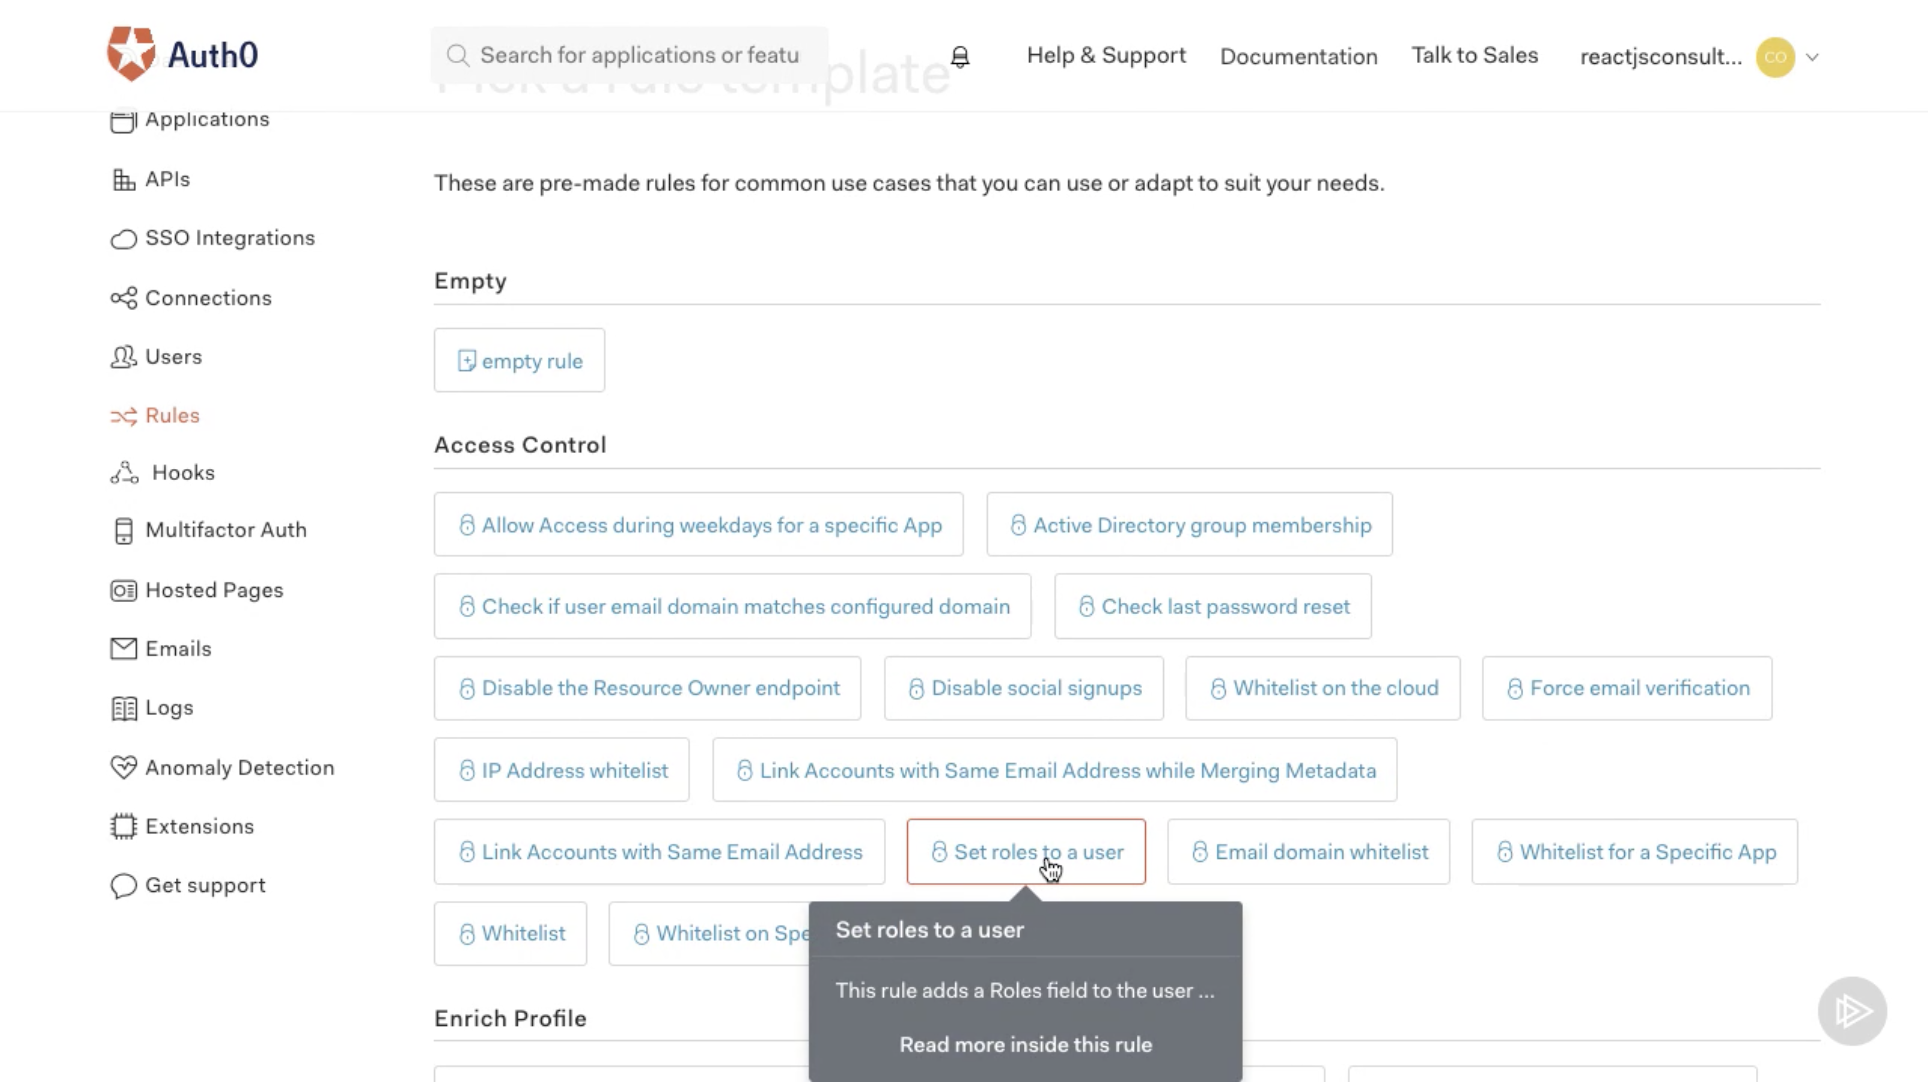 Auth0
Search for applications or featu
Help & Support
Documentation
Talk to Sales
reactjsconsult...
CO
Pick a rule template
Applications
APIs
SSO Integrations
Connections
Users
Rules
Hooks
Multifactor Auth
Hosted Pages
Emails
Logs
Anomaly Detection
Extensions
Get support
These are pre-made rules for common use cases that you can use or adapt to suit your needs.
Empty
empty rule
Access Control
Allow Access during weekdays for a specific App
Active Directory group membership
Check if user email domain matches configured domain
Check last password reset
Disable the Resource Owner endpoint
Disable social signups
Whitelist on the cloud
Force email verification
IP Address whitelist
Link Accounts with Same Email Address while Merging Metadata
Link Accounts with Same Email Address
Set roles to a user
Email domain whitelist
Whitelist for a Specific App
Whitelist
Whitelist on Spe
Set roles to a user
This rule adds a Roles field to the user ...
Read more inside this rule
Enrich Profile